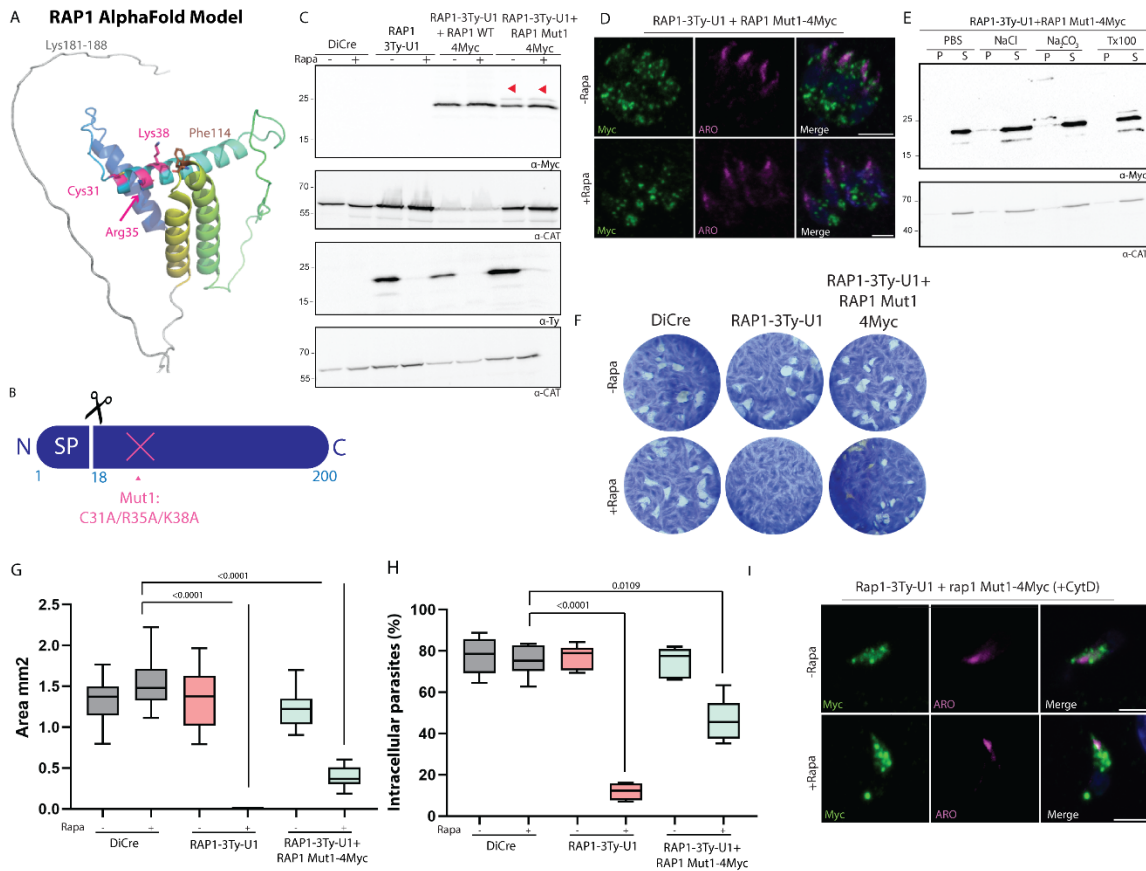 A
RAP1 AlphaFold Model
Lys181-188
Lys38
Phe114
Cys31
Arg35
B
N
SP
C
1
18
200
Mut1:
C31A/R35A/K38A
C
DiCre
RAP1
3Ty-U1
RAP1-3Ty-U1
+ RAP1 WT
4Myc
RAP1-3Ty-U1+
RAP1 Mut1
4Myc
Rapa - + - + - + - +
25
15
α-Myc
70
55
α-CAT
25
15
α-Ty
70
55
α-CAT
D
RAP1-3Ty-U1 + RAP1 Mut1-4Myc
-Rapa
Myc
ARO
Merge
+Rapa
Myc
ARO
Merge
E
RAP1-3Ty-U1+RAP1 Mut1-4Myc
PBS NaCl Na₂CO₃ Tx100
P S P S P S P S
25
15
α-Myc
70
40
α-CAT
F
DiCre
RAP1-3Ty-U1
RAP1-3Ty-U1+
RAP1 Mut1
4Myc
-Rapa
+Rapa
G
<0.0001
<0.0001
Area mm2
2.5
2.0
1.5
1.0
0.5
0.0
Rapa - + - + - +
DiCre
RAP1-3Ty-U1
RAP1-3Ty-U1+
RAP1 Mut1-4Myc
H
0.0109
<0.0001
Intracellular parasites (%)
100
80
60
40
20
0
Rapa - + - + - +
DiCre
RAP1-3Ty-U1
RAP1-3Ty-U1+
RAP1 Mut1-4Myc
I
Rap1-3Ty-U1 + rap1 Mut1-4Myc (+CytD)
-Rapa
Myc
ARO
Merge
+Rapa
Myc
ARO
Merge